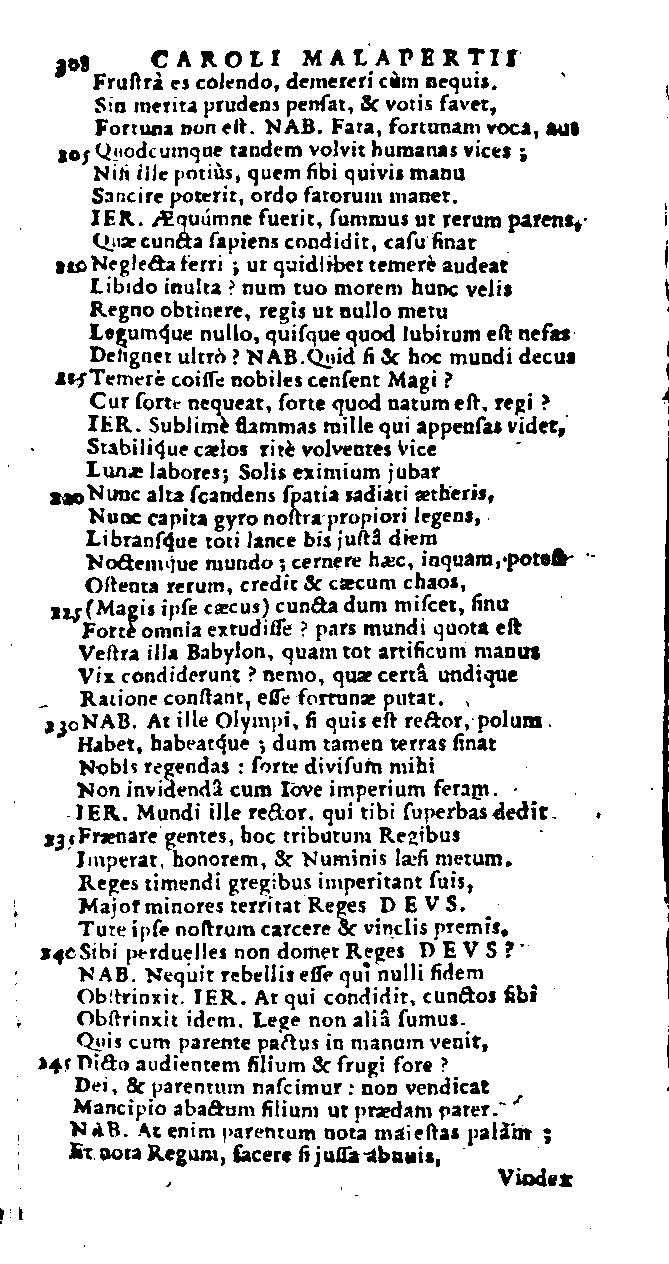 308 CAROLI MALAPERTII
Fruſtrà es colendo, demereri cùm nequis.
Sin merita prudens penſat, & votis favet,
Fortuna non eſt. NAB. Fata, fortunam voca, aut
205 Quodcumque tandem volvit humanas vices ;
Niſi ille potiùs, quem ſibi quivis manu
Sancire poterit, ordo fatorum manet.
IER. Æquúmne fuerit, ſummus ut rerum parens,
Quæ cuncta ſapiens condidit, caſu ſinat
210 Neglecta ferri ; ut quidlibet temerè audeat
Libido inulta ? num tuo morem hunc velis
Regno obtinere, regis ut nullo metu
Legumq́ue nullo, quiſque quod lubitum eſt nefas
Deſignet ultrò ? NAB. Quid ſi & hoc mundi decus
215 Temerè coiſſe nobiles cenſent Magi ?
Cur ſorte nequeat, ſorte quod natum eſt, regi ?
IER. Sublimè flammas mille qui appenſas videt,
Stabiliq́ue cælos ritè volventes vice
Lunæ labores; Solis eximium jubar
220 Nunc alta ſcandens ſpatia radiati ætheris,
Nunc capita gyro noſtra propiori legens,
Libranſq́ue toti lance bis juſtâ diem
Noctemque mundo ; cernere hæc, inquam, poteſt
Oſtenta rerum, credit & cæcum chaos,
225 (Magis ipſe cæcus) cuncta dum miſcet, ſinu
Fortè omnia extudiſſe ? pars mundi quota eſt
Veſtra illa Babylon, quam tot artificum manus
Vix condiderunt ? nemo, quæ certâ undique
Ratione conſtant, eſſe fortunæ putat.
230 NAB. At ille Olympi, ſi quis eſt rector, polum
Habet, habeatq́ue ; dum tamen terras ſinat
Nobis regendas : ſorte diviſum mihi
Non invidendâ cum Iove imperium feram.
IER. Mundi ille rector, qui tibi ſuperbas dedit
235 Frænare gentes, hoc tributum Regibus
Imperat, honorem, & Numinis læſi metum.
Reges timendi gregibus imperitant ſuis,
Major minores territat Reges DEVS.
Tute ipſe noſtrum carcere & vinclis premis,
240 Sibi perduelles non domet Reges DEVS ?
NAB. Nequit rebellis eſſe qui nulli fidem
Obſtrinxit. IER. At qui condidit, cunctos ſibi
Obſtrinxit idem. Lege non aliâ ſumus.
Quis cum parente pactus in manum venit,
245 Dicto audientem filium & frugi fore ?
Dei, & parentum naſcimur : non vendicat
Mancipio abactum filium ut prædam pater.
NAB. At enim parentum nota maieſtas palàm ;
Et nota Regum, facere ſi juſſa abnuis,
Vindex